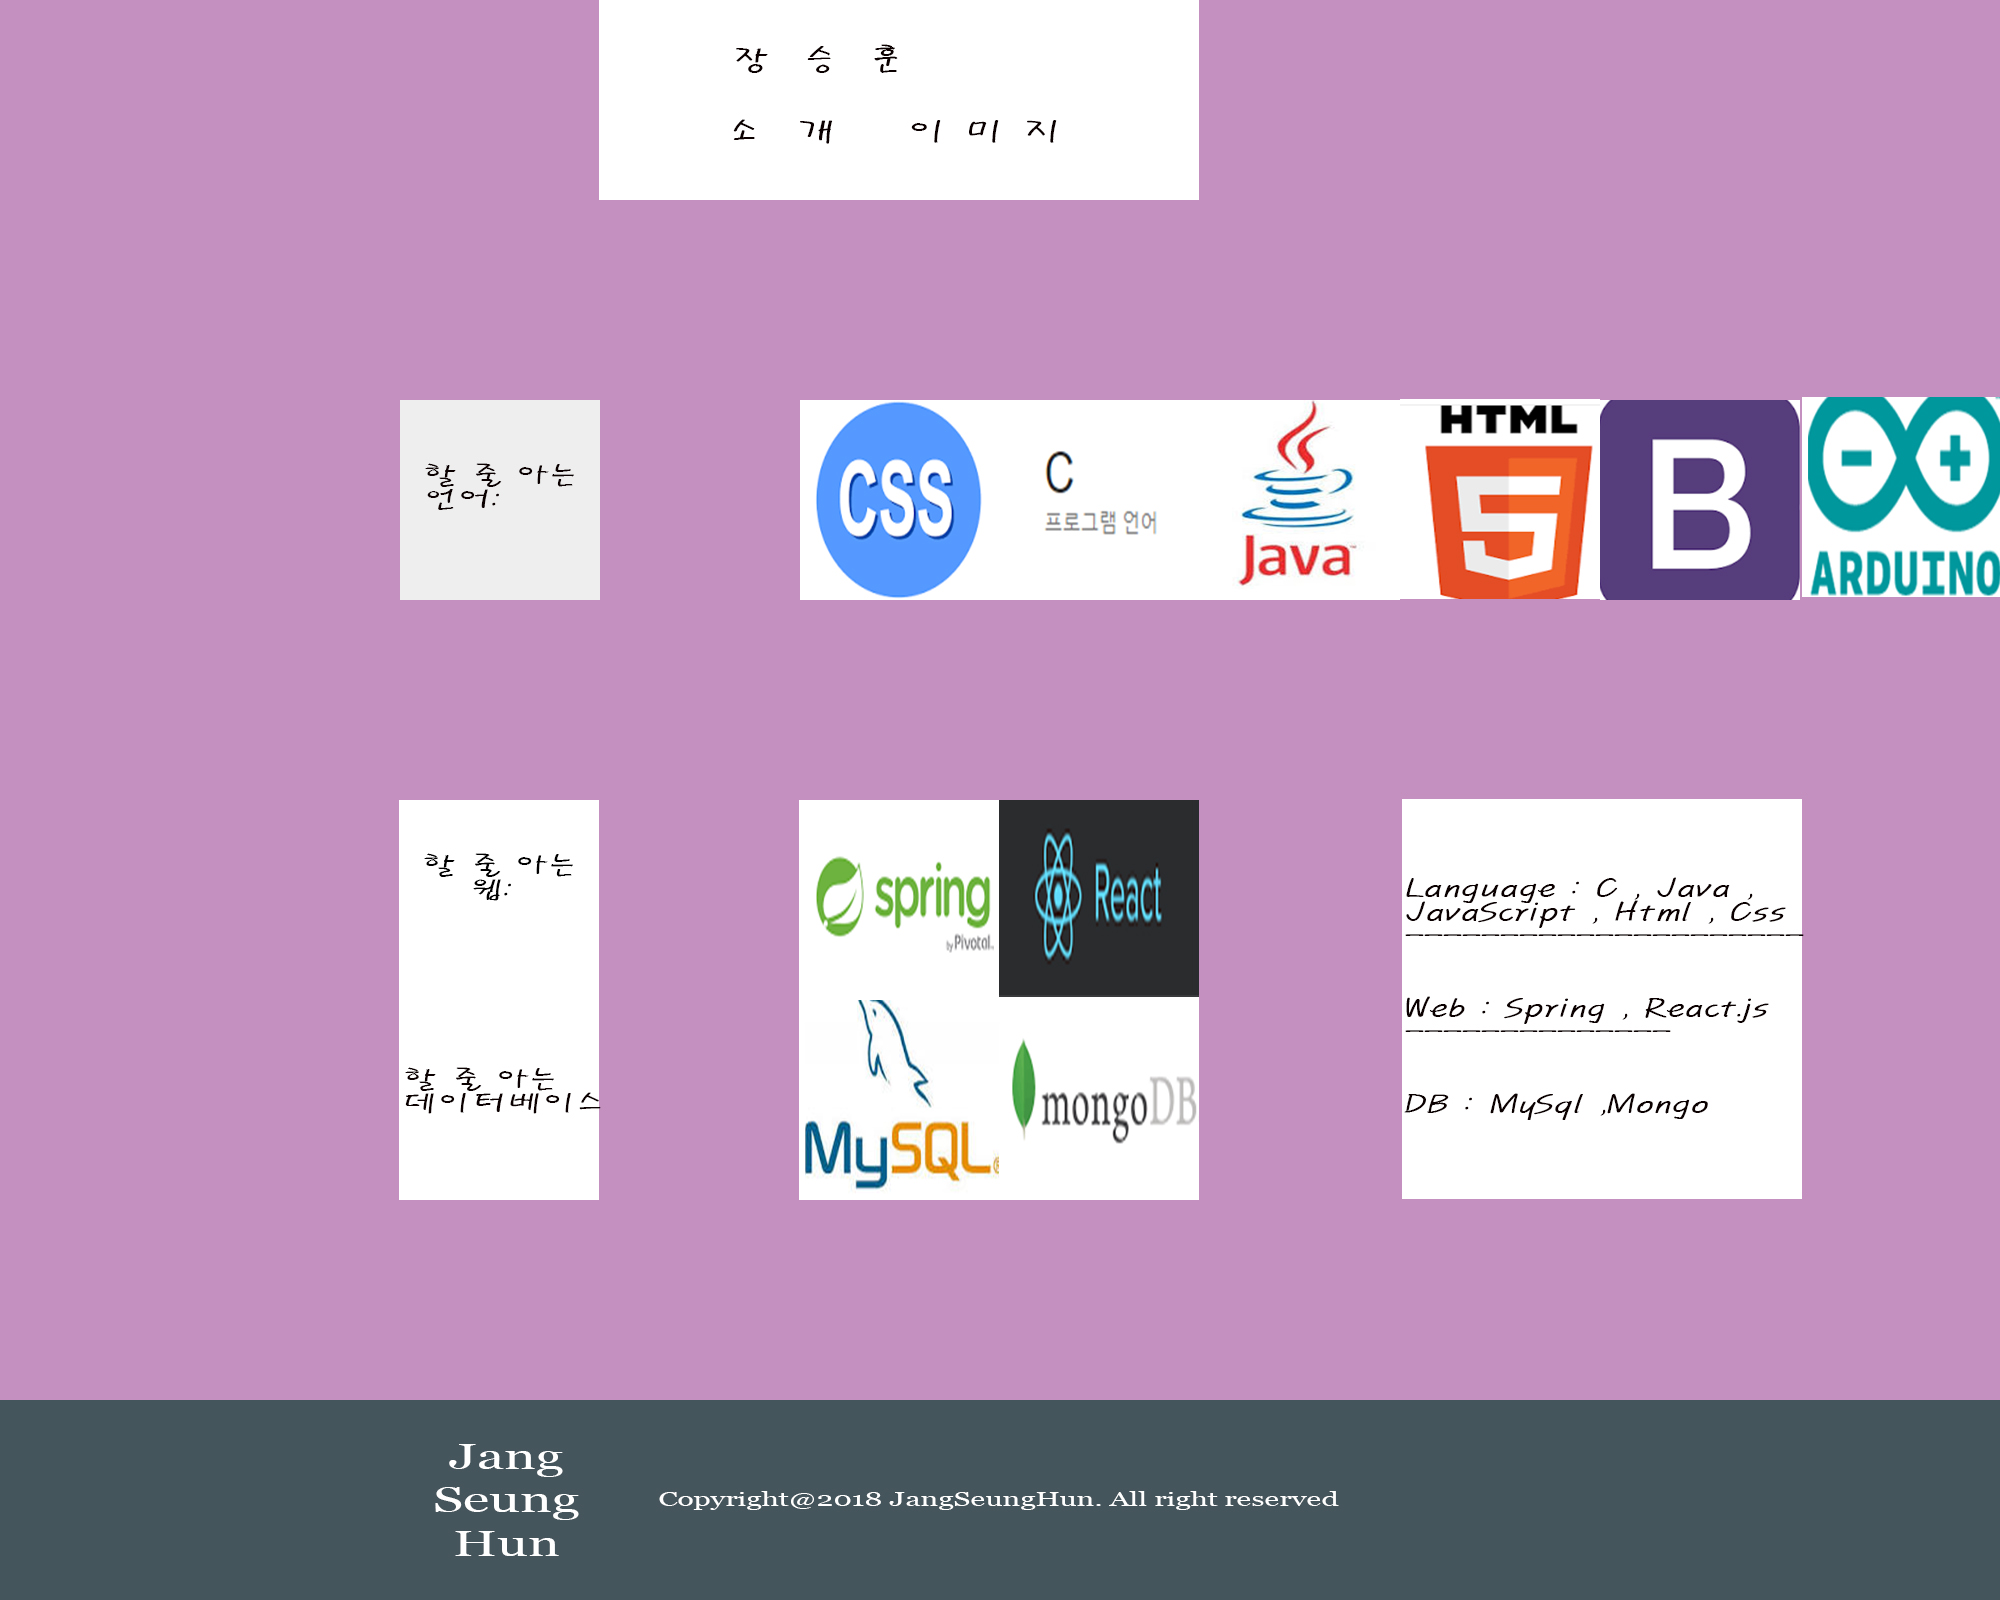 장 승 훈
소 개 이 미 지
할 줄 아는
언어:
CSS
C
프로그램 언어
Java
HTML
5
B
ARDUINO
할 줄 아는
웹:
spring
by Pivotal.
React
Language : C , Java ,
JavaScript , Html , Css
----------------------
Web : Spring , React.js
---------------
DB : MySql ,Mongo
할 줄 아는
데이터베이스
MySQL®
mongoDB
Jang
Seung
Hun
Copyright@2018 JangSeungHun. All right reserved